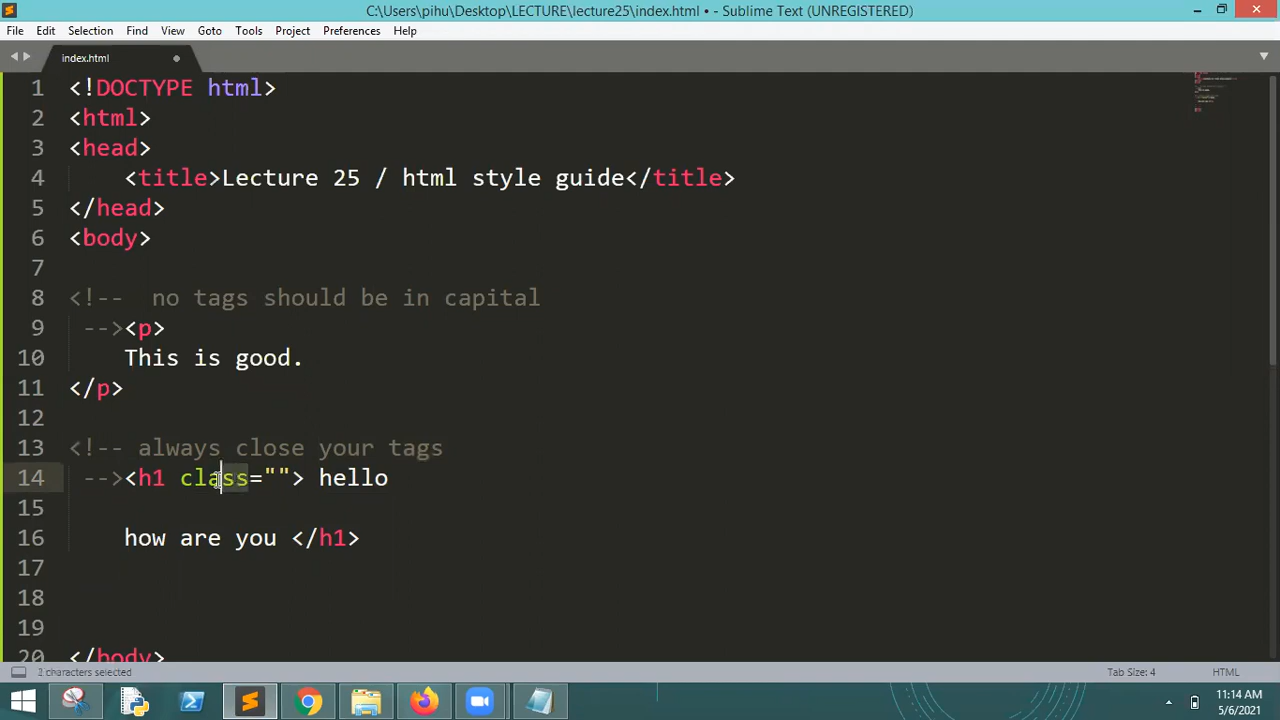 C:\Users\pihu\Desktop\LECTURE\lecture25\index.html • - Sublime Text (UNREGISTERED)
File Edit Selection Find View Goto Tools Project Preferences Help
index.html
1 <!DOCTYPE html>
2 <html>
3 <head>
4 <title>Lecture 25 / html style guide</title>
5 </head>
6 <body>
7
8 <!--  no tags should be in capital
9 --><p>
10 This is good.
11 </p>
12
13 <!-- always close your tags
14 --><h1 class=""> hello
15
16 how are you </h1>
17
18
19
20 </body>
2 characters selected Tab Size: 4 HTML
11:14 AM
5/6/2021